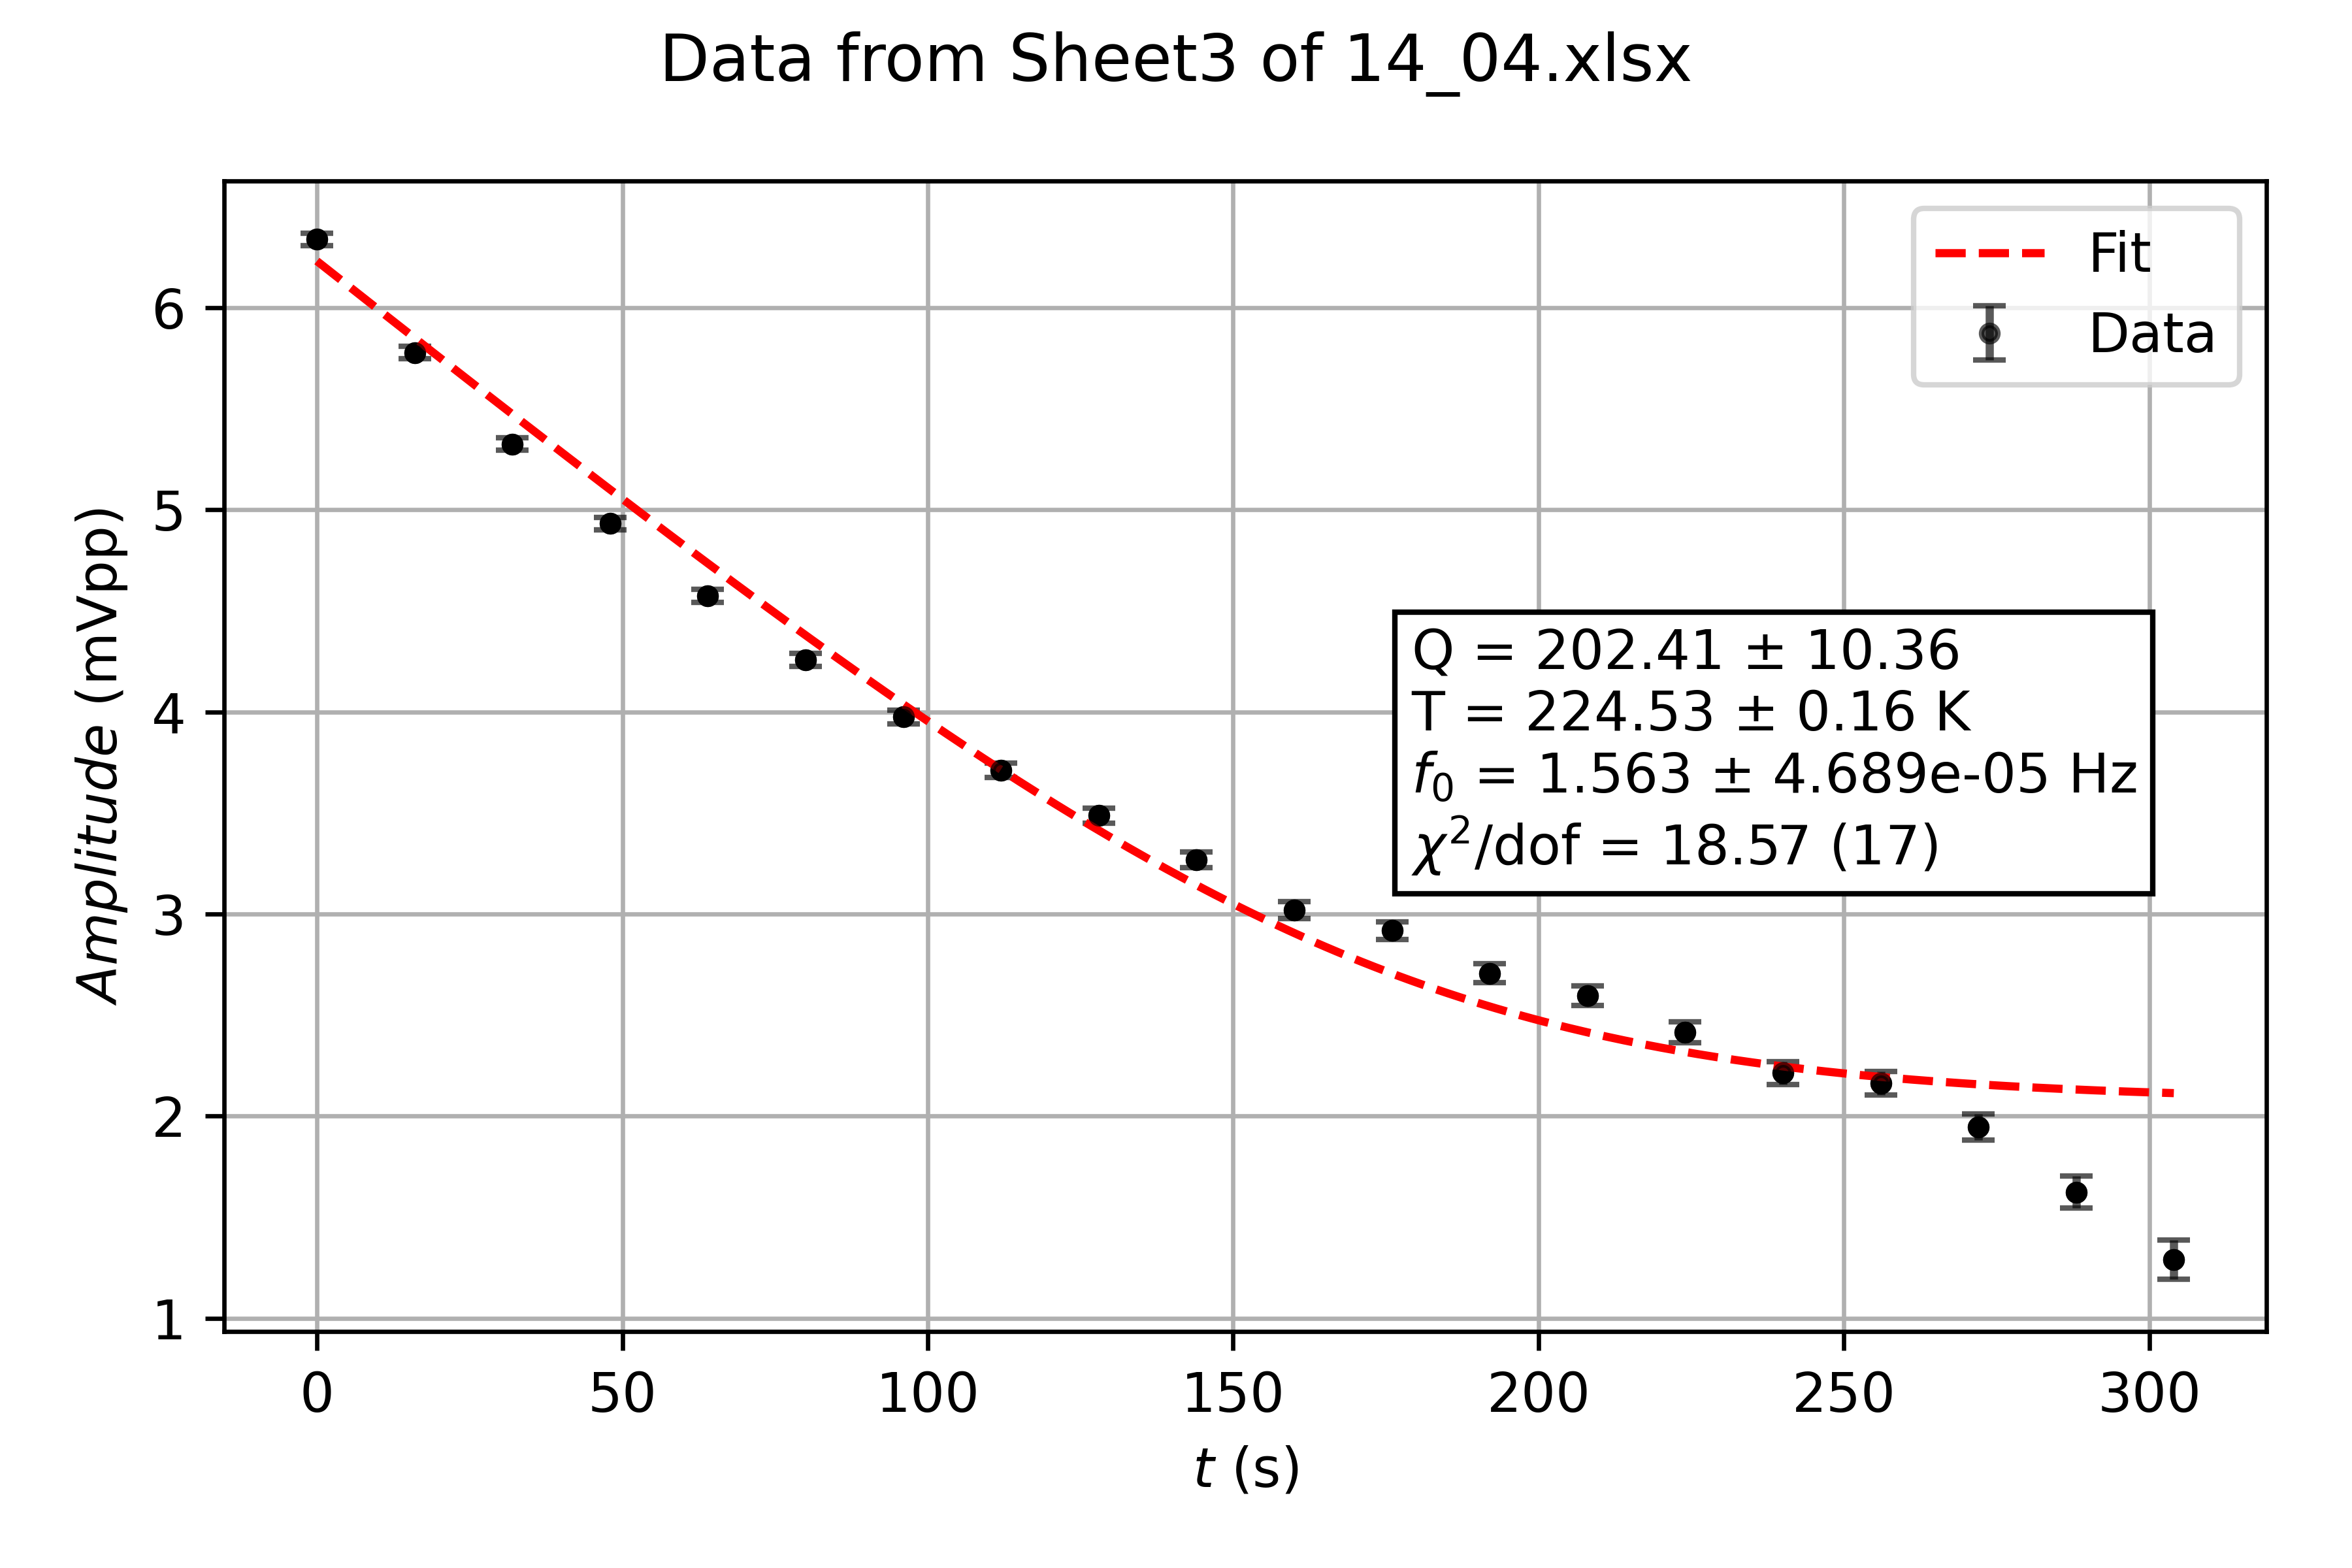 Data from Sheet3 of 14_04.xlsx
Fit
Data
Q = 202.41 ± 10.36
T = 224.53 ± 0.16 K
f₀ = 1.563 ± 4.689e-05 Hz
χ²/dof = 18.57 (17)
Amplitude (mVpp)
6
5
4
3
2
1
0 50 100 150 200 250 300
t (s)